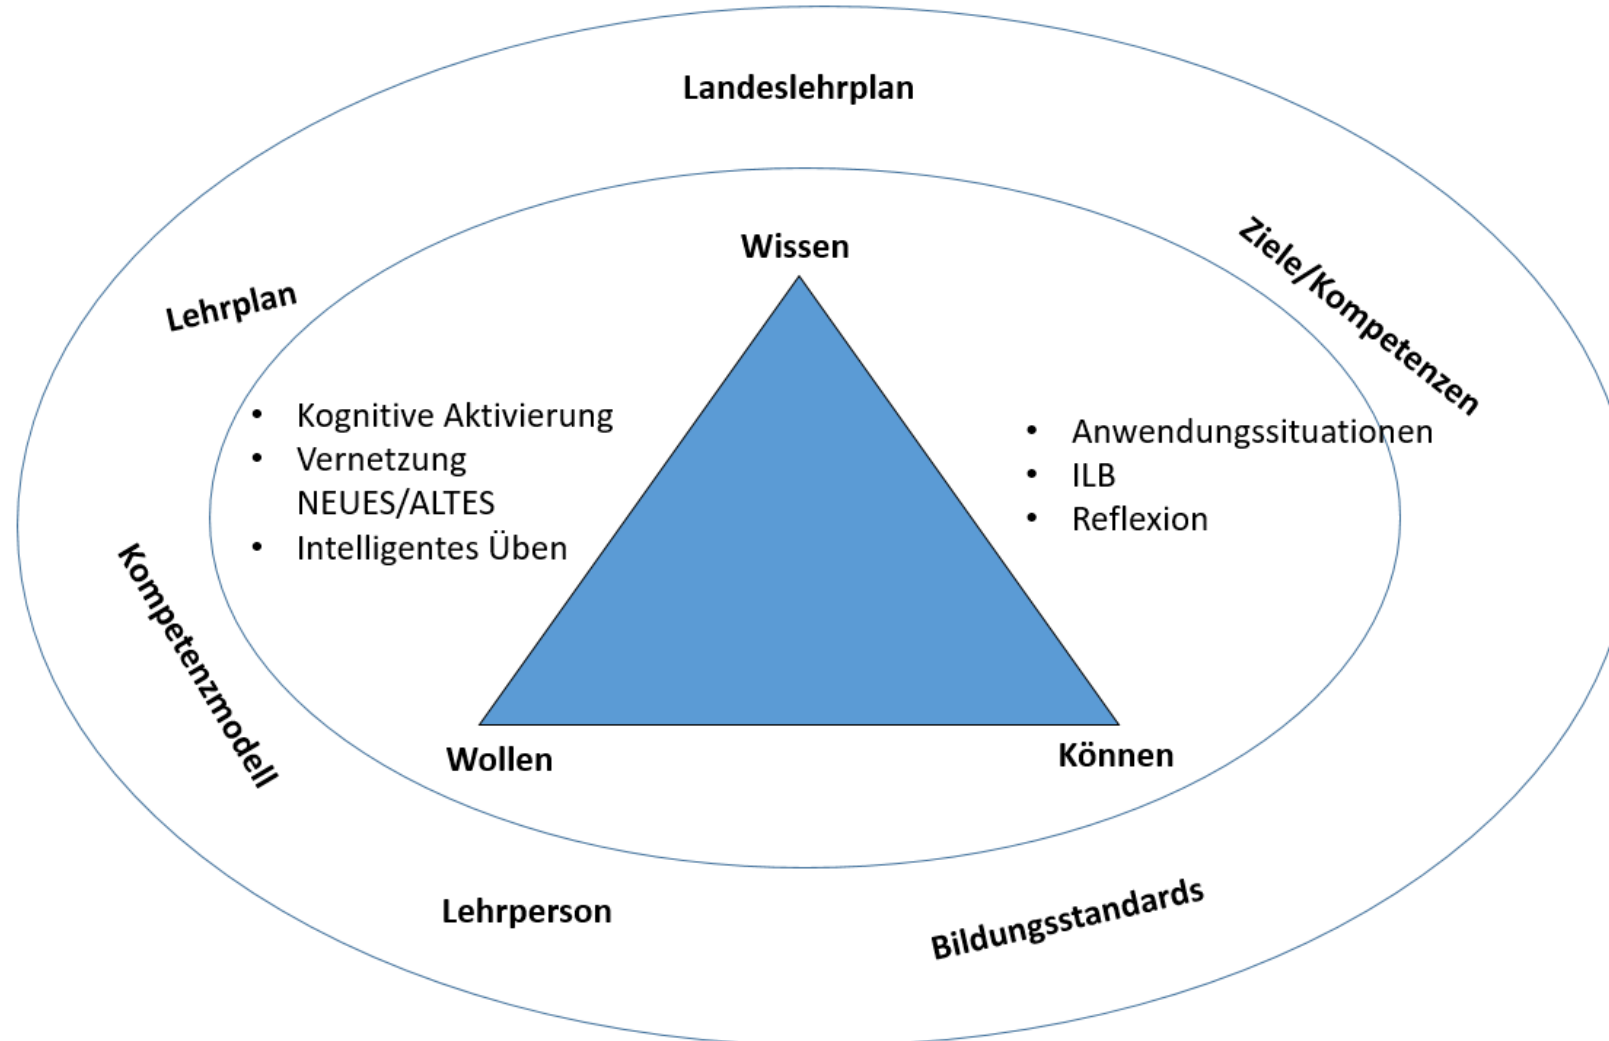 Landeslehrplan
Wissen
Ziele/Kompetenzen
Lehrplan
• Kognitive Aktivierung
• Vernetzung
NEUES/ALTES
• Intelligentes Üben
• Anwendungssituationen
• ILB
• Reflexion
Kompetenzmodell
Wollen
Können
Lehrperson
Bildungsstandards